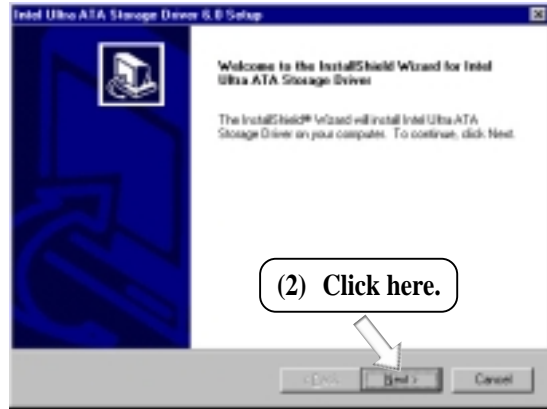 Intel Ultra ATA Storage Driver 6.0 Setup
Welcome to the InstallShield Wizard for Intel
Ultra ATA Storage Driver
The InstallShield® Wizard will install Intel Ultra ATA
Storage Driver on your computer. To continue, click Next.
(2) Click here.
< Back
Next >
Cancel